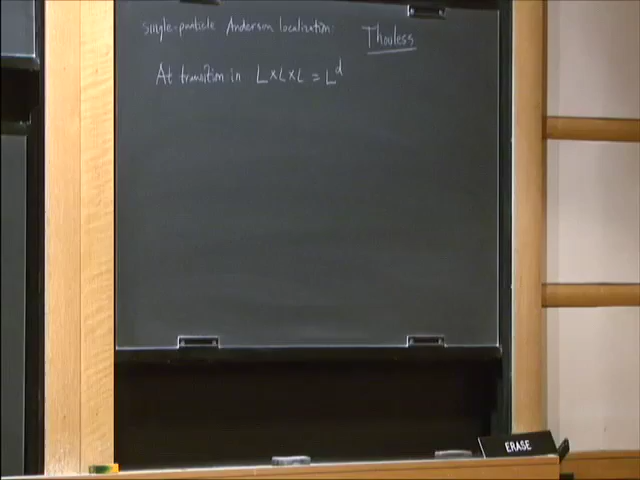 Single-particle Anderson localization: Thouless
At transition in L×L×L = L^d
ERASE